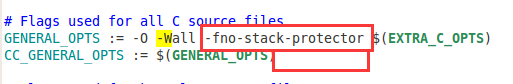 # Flags used for all C source files
GENERAL_OPTS := -O -Wall -fno-stack-protector $(EXTRA_C_OPTS)
CC_GENERAL_OPTS := $(GENERAL_OPTS)